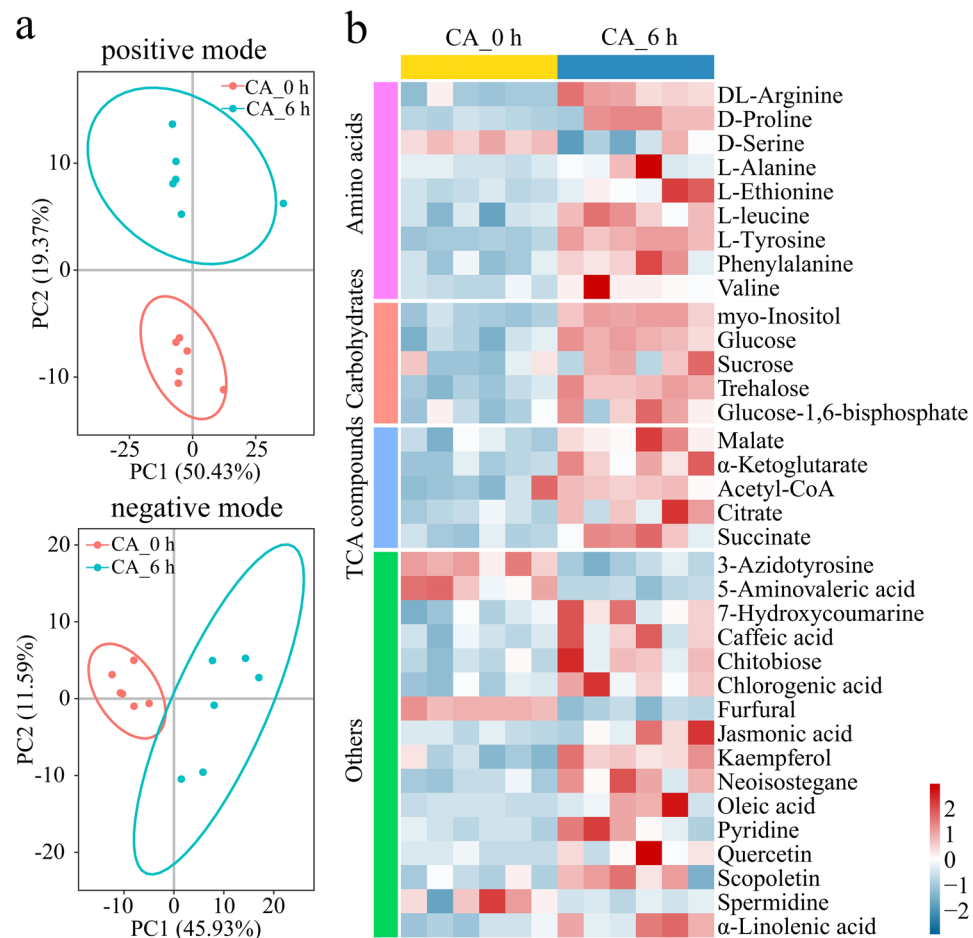 a
positive mode
CA_0 h
CA_6 h
10
0
-10
PC2 (19.37%)
-25
0
25
PC1 (50.43%)
negative mode
CA_0 h
CA_6 h
20
10
0
-10
-20
PC2 (11.59%)
-10
0
10
20
PC1 (45.93%)
b
CA_0 h
CA_6 h
Amino acids
DL-Arginine
D-Proline
D-Serine
L-Alanine
L-Ethionine
L-leucine
L-Tyrosine
Phenylalanine
Valine
Carbohydrates
myo-Inositol
Glucose
Sucrose
Trehalose
Glucose-1,6-bisphosphate
TCA compounds
Malate
α-Ketoglutarate
Acetyl-CoA
Citrate
Succinate
Others
3-Azidotyrosine
5-Aminovaleric acid
7-Hydroxycoumarine
Caffeic acid
Chitobiose
Chlorogenic acid
Furfural
Jasmonic acid
Kaempferol
Neoisostegane
Oleic acid
Pyridine
Quercetin
Scopoletin
Spermidine
α-Linolenic acid
2
1
0
−1
−2